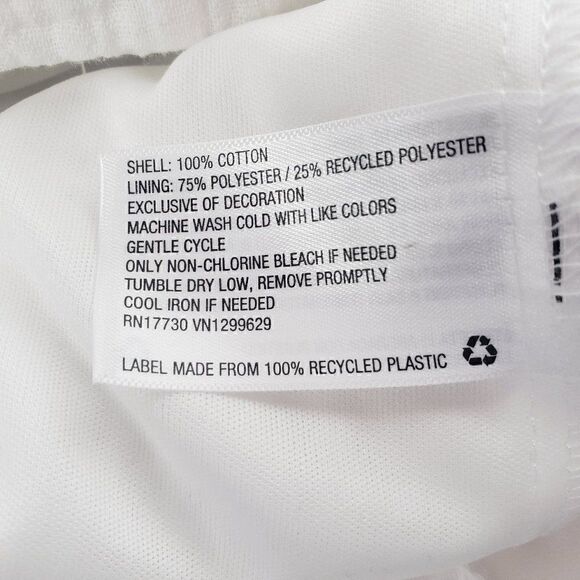 SHELL: 100% COTTON
LINING: 75% POLYESTER / 25% RECYCLED POLYESTER
EXCLUSIVE OF DECORATION
MACHINE WASH COLD WITH LIKE COLORS
GENTLE CYCLE
ONLY NON-CHLORINE BLEACH IF NEEDED
TUMBLE DRY LOW, REMOVE PROMPTLY
COOL IRON IF NEEDED
RN17730 VN1299629
LABEL MADE FROM 100% RECYCLED PLASTIC